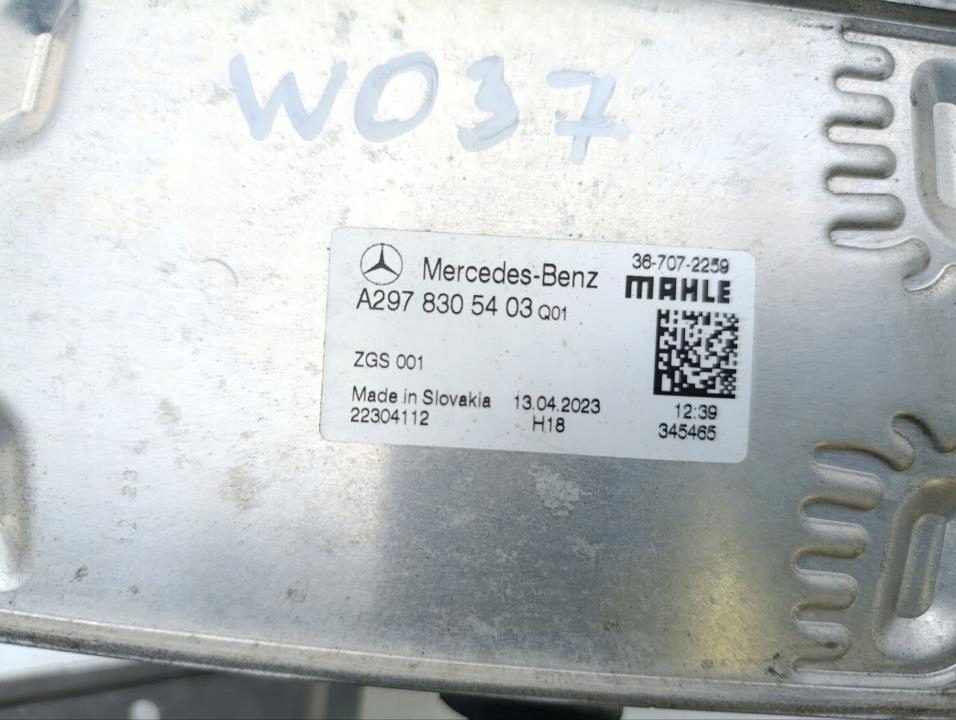 W037
Mercedes-Benz
A297 830 54 03 Q01
36-707-2259
MAHLE
ZGS 001
Made in Slovakia 13.04.2023
22304112 H18
12:39
345465
23